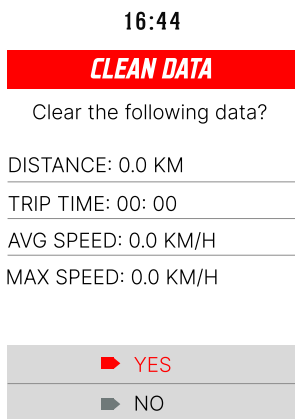 16:44
CLEAN DATA
Clear the following data?
DISTANCE: 0.0 KM
TRIP TIME: 00: 00
AVG SPEED: 0.0 KM/H
MAX SPEED: 0.0 KM/H
YES
NO